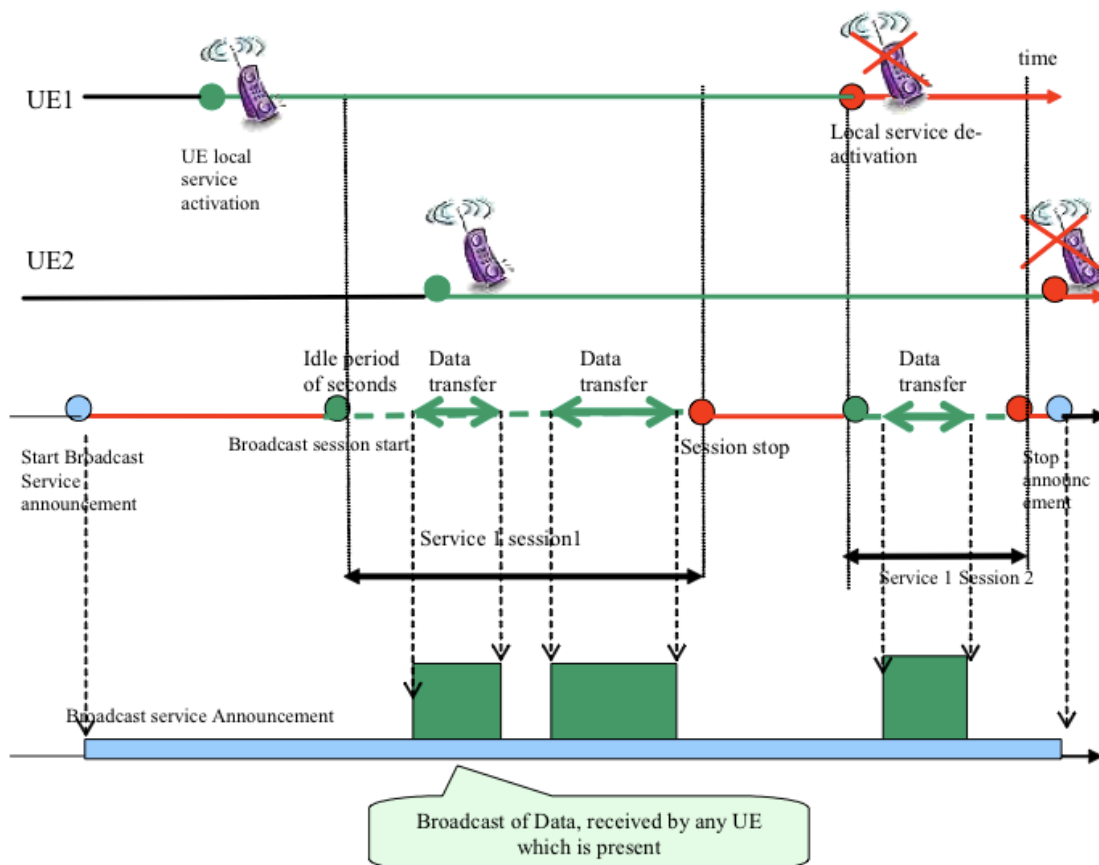 time
UE1
Local service de-
activation
UE local
service
activation
UE2
Idle period
of seconds
Data
transfer
Data
transfer
Data
transfer
Broadcast session start
Session stop
Start Broadcast
Service
announcement
Stop
announc
ement
Service 1 session1
Service 1 Session 2
Broadcast service Announcement
Broadcast of Data, received by any UE
which is present